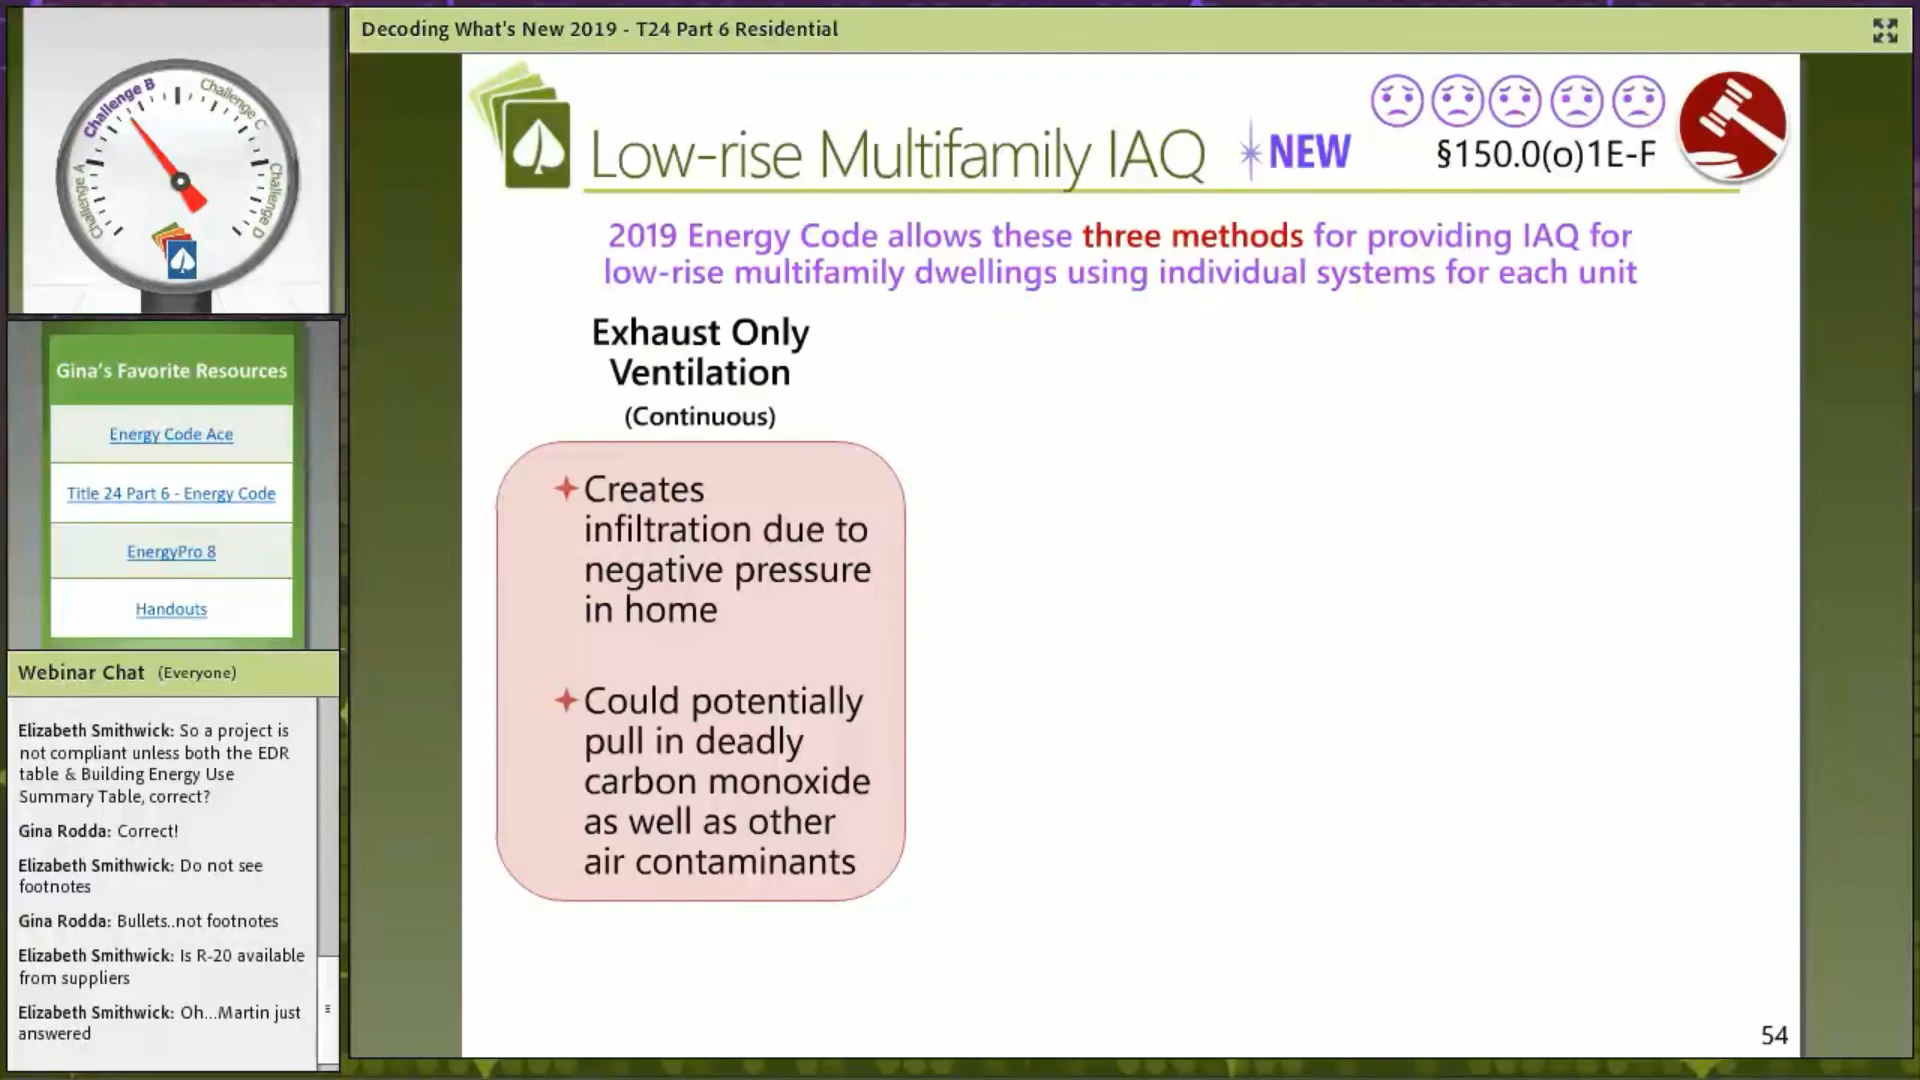 Decoding What's New 2019 - T24 Part 6 Residential
Challenge A
Challenge B
Challenge C
Challenge D
Gina's Favorite Resources
Energy Code Ace
Title 24 Part 6 - Energy Code
EnergyPro 8
Handouts
Webinar Chat (Everyone)
Elizabeth Smithwick: So a project is
not compliant unless both the EDR
table & Building Energy Use
Summary Table, correct?
Gina Rodda: Correct!
Elizabeth Smithwick: Do not see
footnotes
Gina Rodda: Bullets..not footnotes
Elizabeth Smithwick: Is R-20 available
from suppliers
Elizabeth Smithwick: Oh...Martin just
answered
Low-rise Multifamily IAQ
NEW
§150.0(o)1E-F
2019 Energy Code allows these three methods for providing IAQ for
low-rise multifamily dwellings using individual systems for each unit
Exhaust Only
Ventilation
(Continuous)
Creates
infiltration due to
negative pressure
in home
Could potentially
pull in deadly
carbon monoxide
as well as other
air contaminants
54